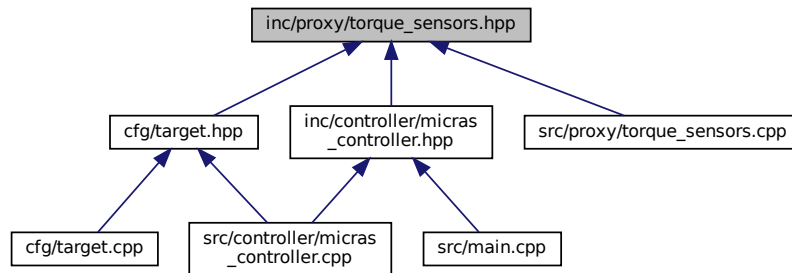 inc/proxy/torque_sensors.hpp
cfg/target.hpp
inc/controller/micras
_controller.hpp
src/proxy/torque_sensors.cpp
cfg/target.cpp
src/controller/micras
_controller.cpp
src/main.cpp